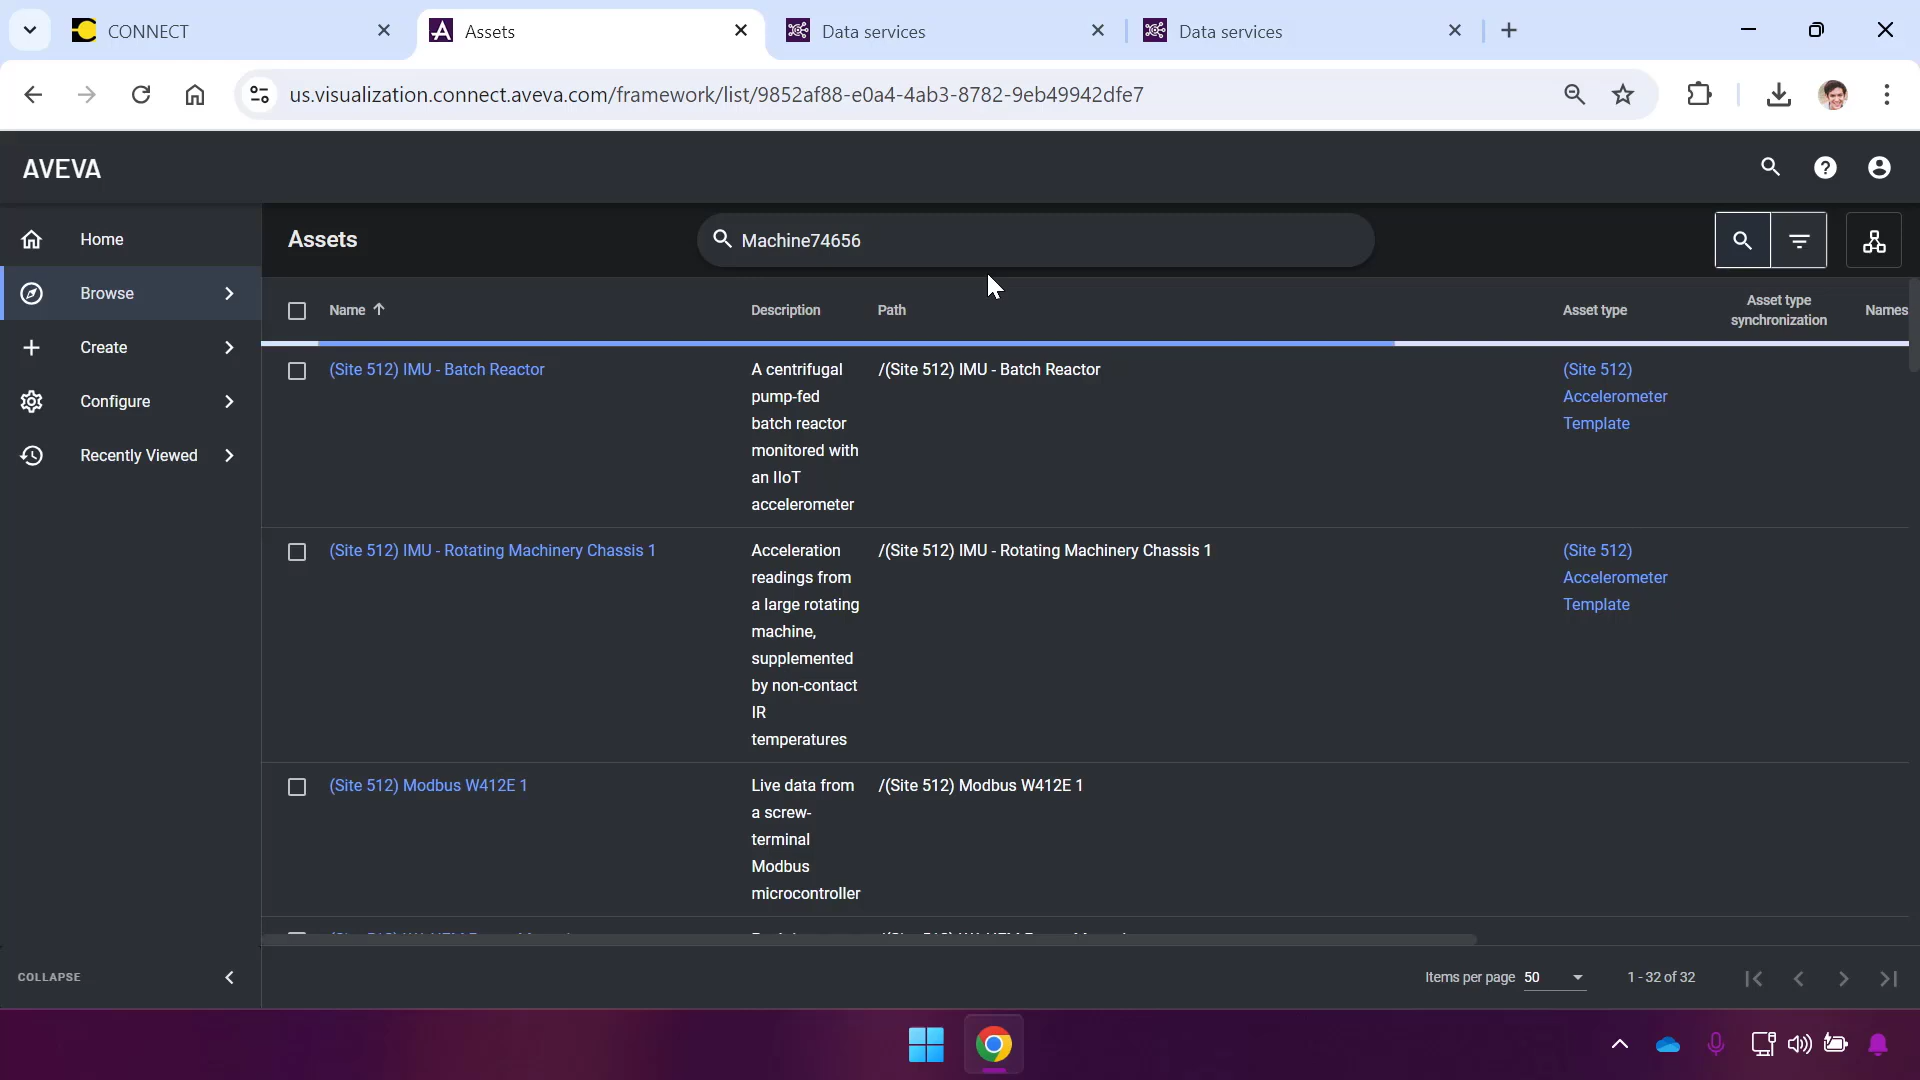 CONNECT
Assets
Data services
Data services
us.visualization.connect.aveva.com/framework/list/9852af88-e0a4-4ab3-8782-9eb49942dfe7
AVEVA
Home
Browse
Create
Configure
Recently Viewed
COLLAPSE
Assets
Machine74656
Name
Description
Path
Asset type
Asset type
synchronization
Names
(Site 512) IMU - Batch Reactor
A centrifugal
pump-fed
batch reactor
monitored with
an IIoT
accelerometer
/(Site 512) IMU - Batch Reactor
(Site 512)
Accelerometer
Template
(Site 512) IMU - Rotating Machinery Chassis 1
Acceleration
readings from
a large rotating
machine,
supplemented
by non-contact
IR
temperatures
/(Site 512) IMU - Rotating Machinery Chassis 1
(Site 512)
Accelerometer
Template
(Site 512) Modbus W412E 1
Live data from
a screw-
terminal
Modbus
microcontroller
/(Site 512) Modbus W412E 1
Items per page 50
1 - 32 of 32